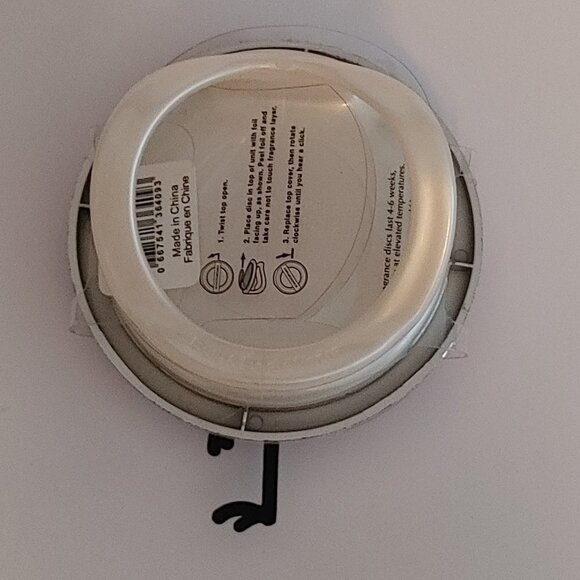 0 667541 364093
Made in China
Fabrique en Chine
1. Twist top open.
2. Place disc in top of unit with foil
facing up, as shown. Peel foil off and
take care not to touch fragrance layer.
3. Replace top cover, then rotate
clockwise until you hear a click.
discs last 4-6 weeks,
at elevated temperatures.